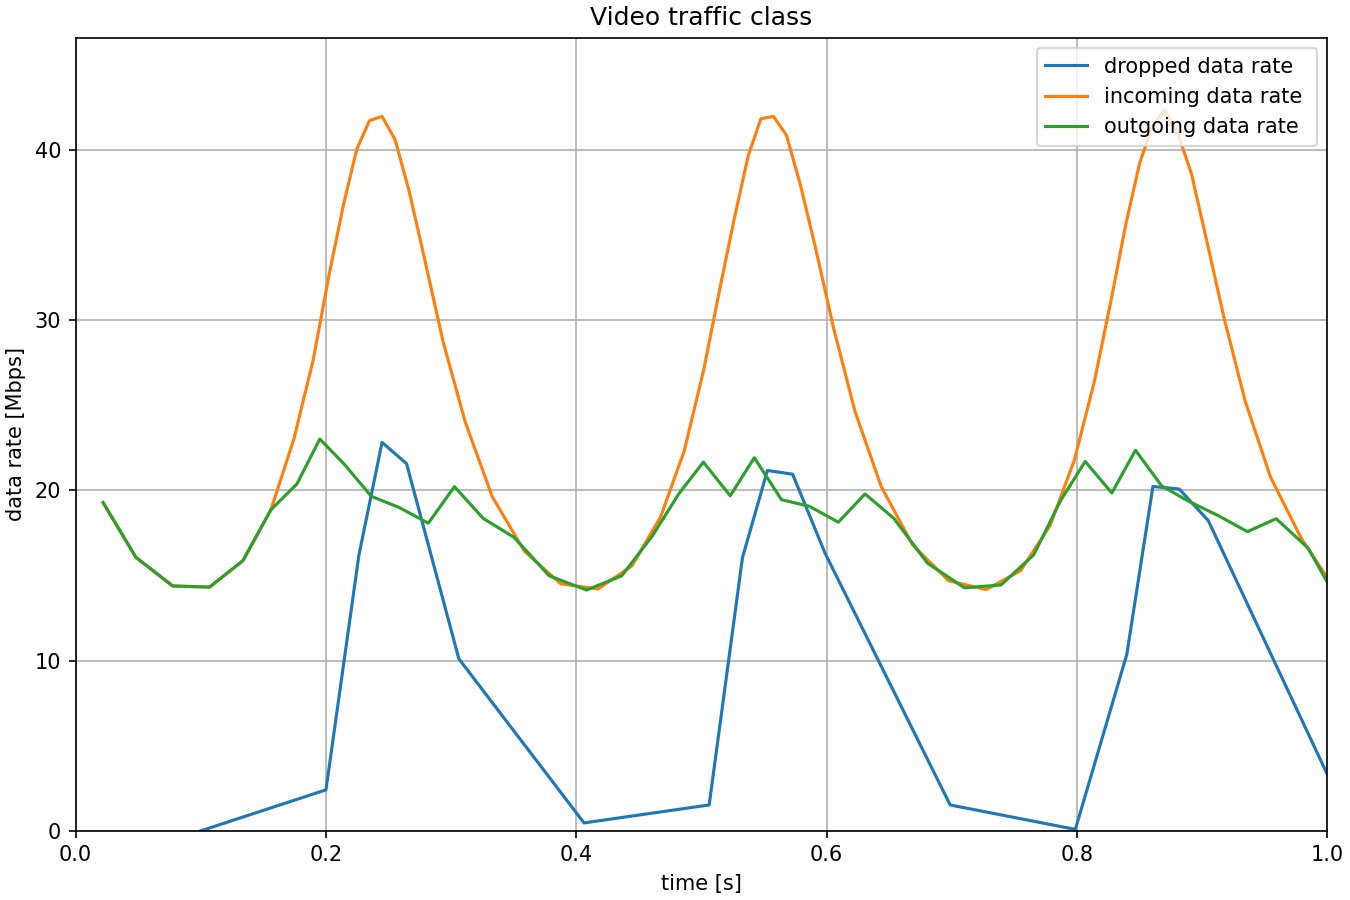 Video traffic class
dropped data rate
incoming data rate
outgoing data rate
data rate [Mbps]
40
30
20
10
0
0.0 0.2 0.4 0.6 0.8 1.0
time [s]